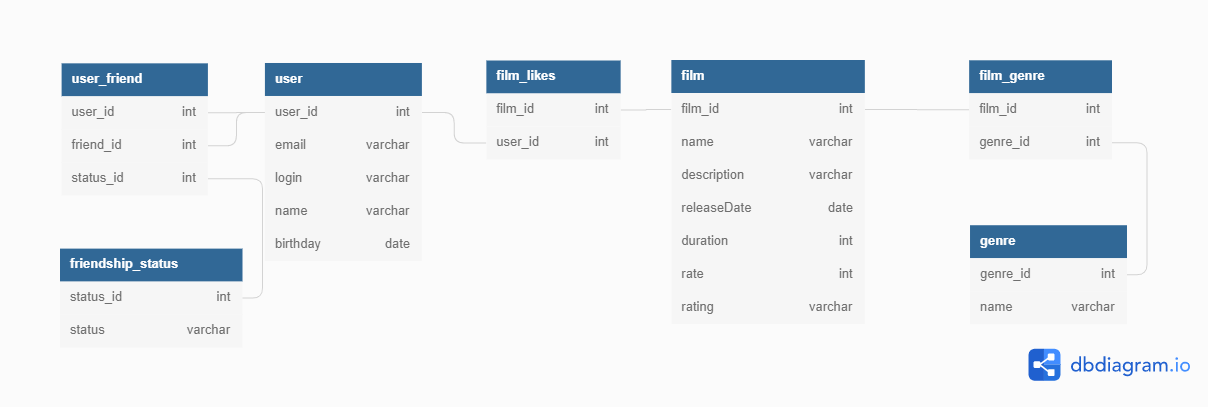 user_friend
user_id int
friend_id int
status_id int
friendship_status
status_id int
status varchar
user
user_id int
email varchar
login varchar
name varchar
birthday date
film_likes
film_id int
user_id int
film
film_id int
name varchar
description varchar
releaseDate date
duration int
rate int
rating varchar
film_genre
film_id int
genre_id int
genre
genre_id int
name varchar
dbdiagram.io